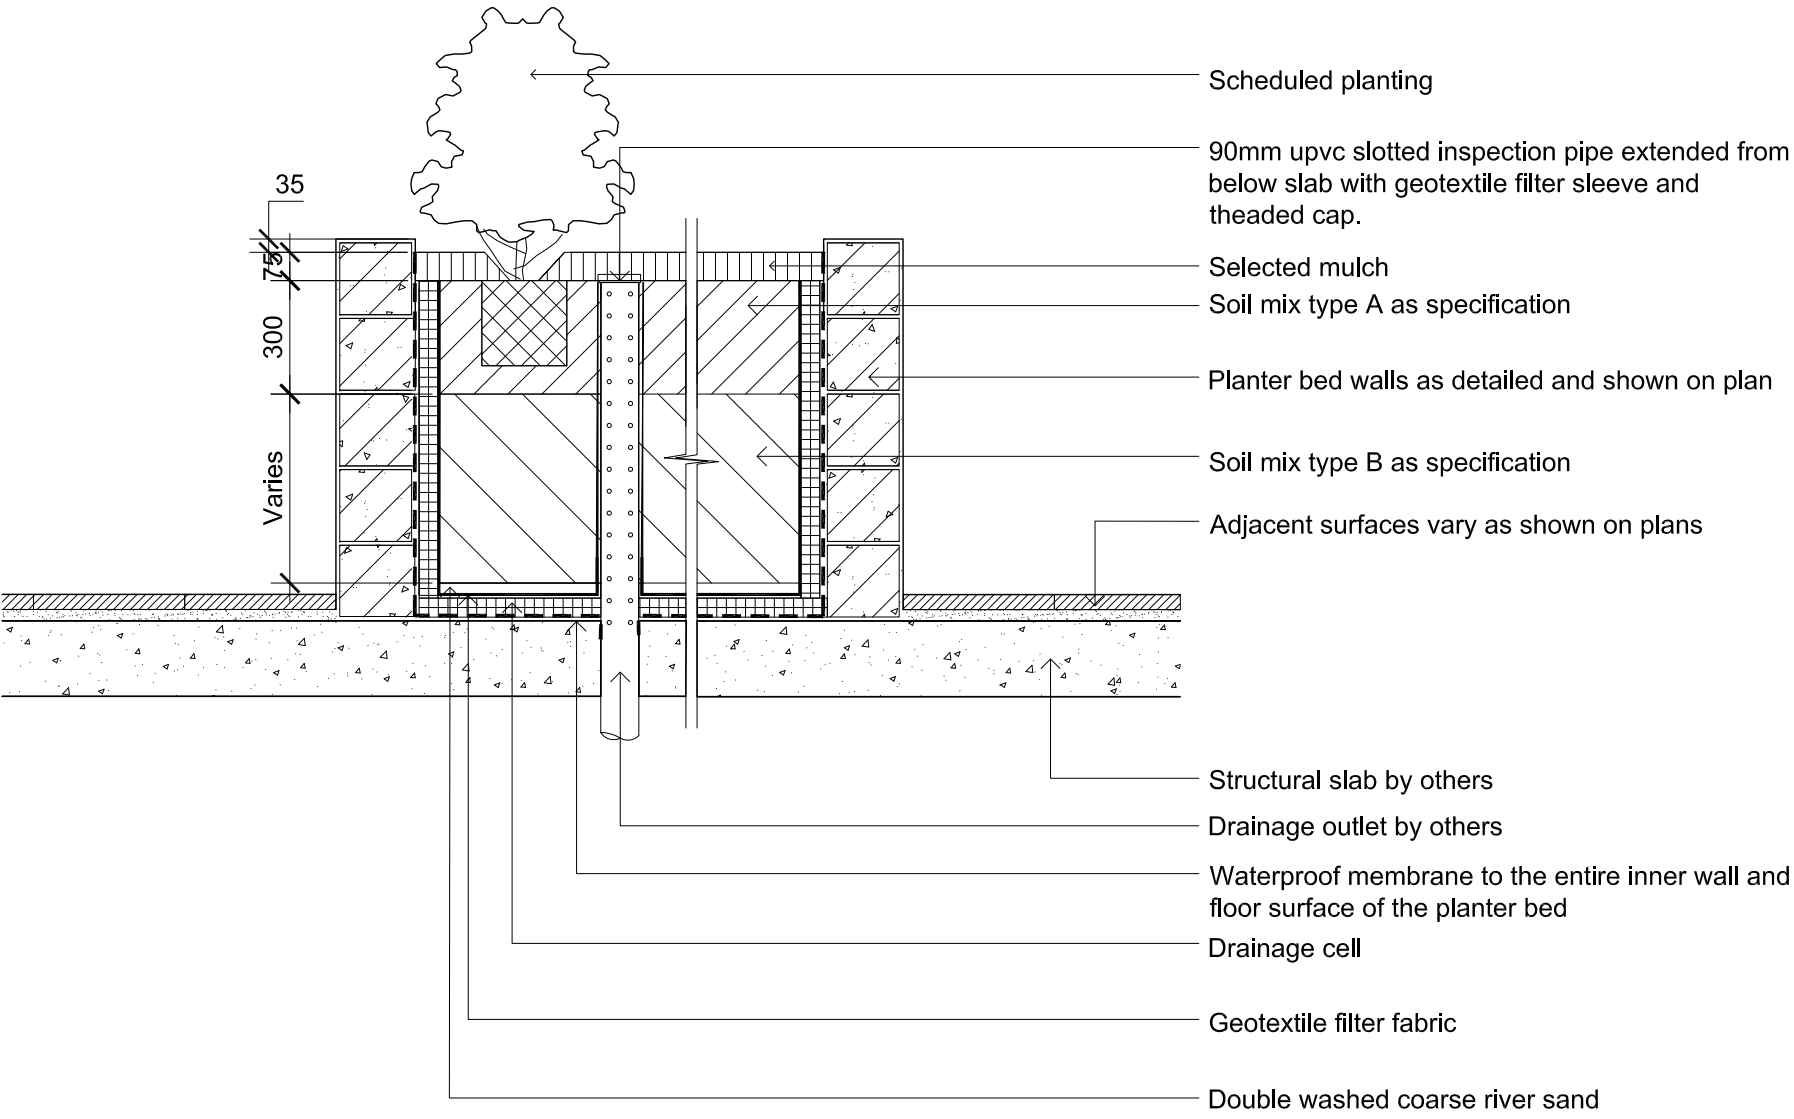 Scheduled planting
90mm upvc slotted inspection pipe extended from
below slab with geotextile filter sleeve and
theaded cap.
35
75
300
Varies
Selected mulch
Soil mix type A as specification
Planter bed walls as detailed and shown on plan
Soil mix type B as specification
Adjacent surfaces vary as shown on plans
Structural slab by others
Drainage outlet by others
Waterproof membrane to the entire inner wall and
floor surface of the planter bed
Drainage cell
Geotextile filter fabric
Double washed coarse river sand